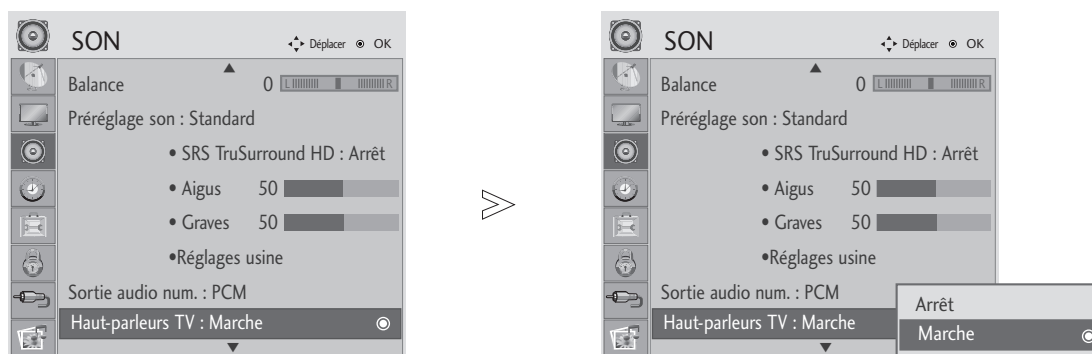 SON
Déplacer OK
Balance 0 L R
Préréglage son : Standard
• SRS TruSurround HD : Arrêt
• Aigus 50
• Graves 50
•Réglages usine
Sortie audio num. : PCM
Haut-parleurs TV : Marche
SON
Déplacer OK
Balance 0 L R
Préréglage son : Standard
• SRS TruSurround HD : Arrêt
• Aigus 50
• Graves 50
•Réglages usine
Sortie audio num. : PCM
Haut-parleurs TV : Marche
Arrêt
Marche